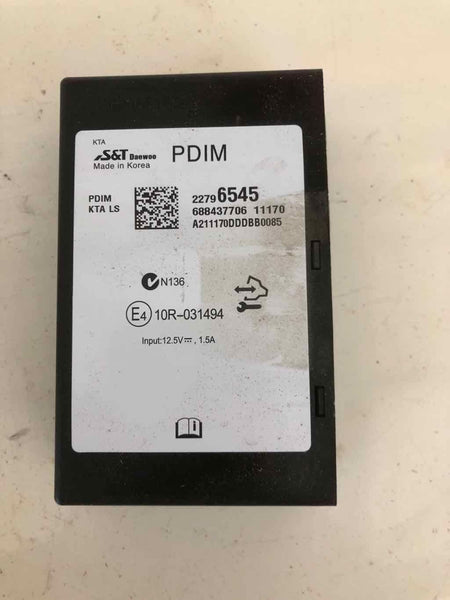 KTA
S&T Daewoo PDIM
Made in Korea
PDIM 22796545
KTA LS 688437706 11170
A211170DDDBB0085
N136
E4 10R-031494
Input:12.5V⎓, 1.5A